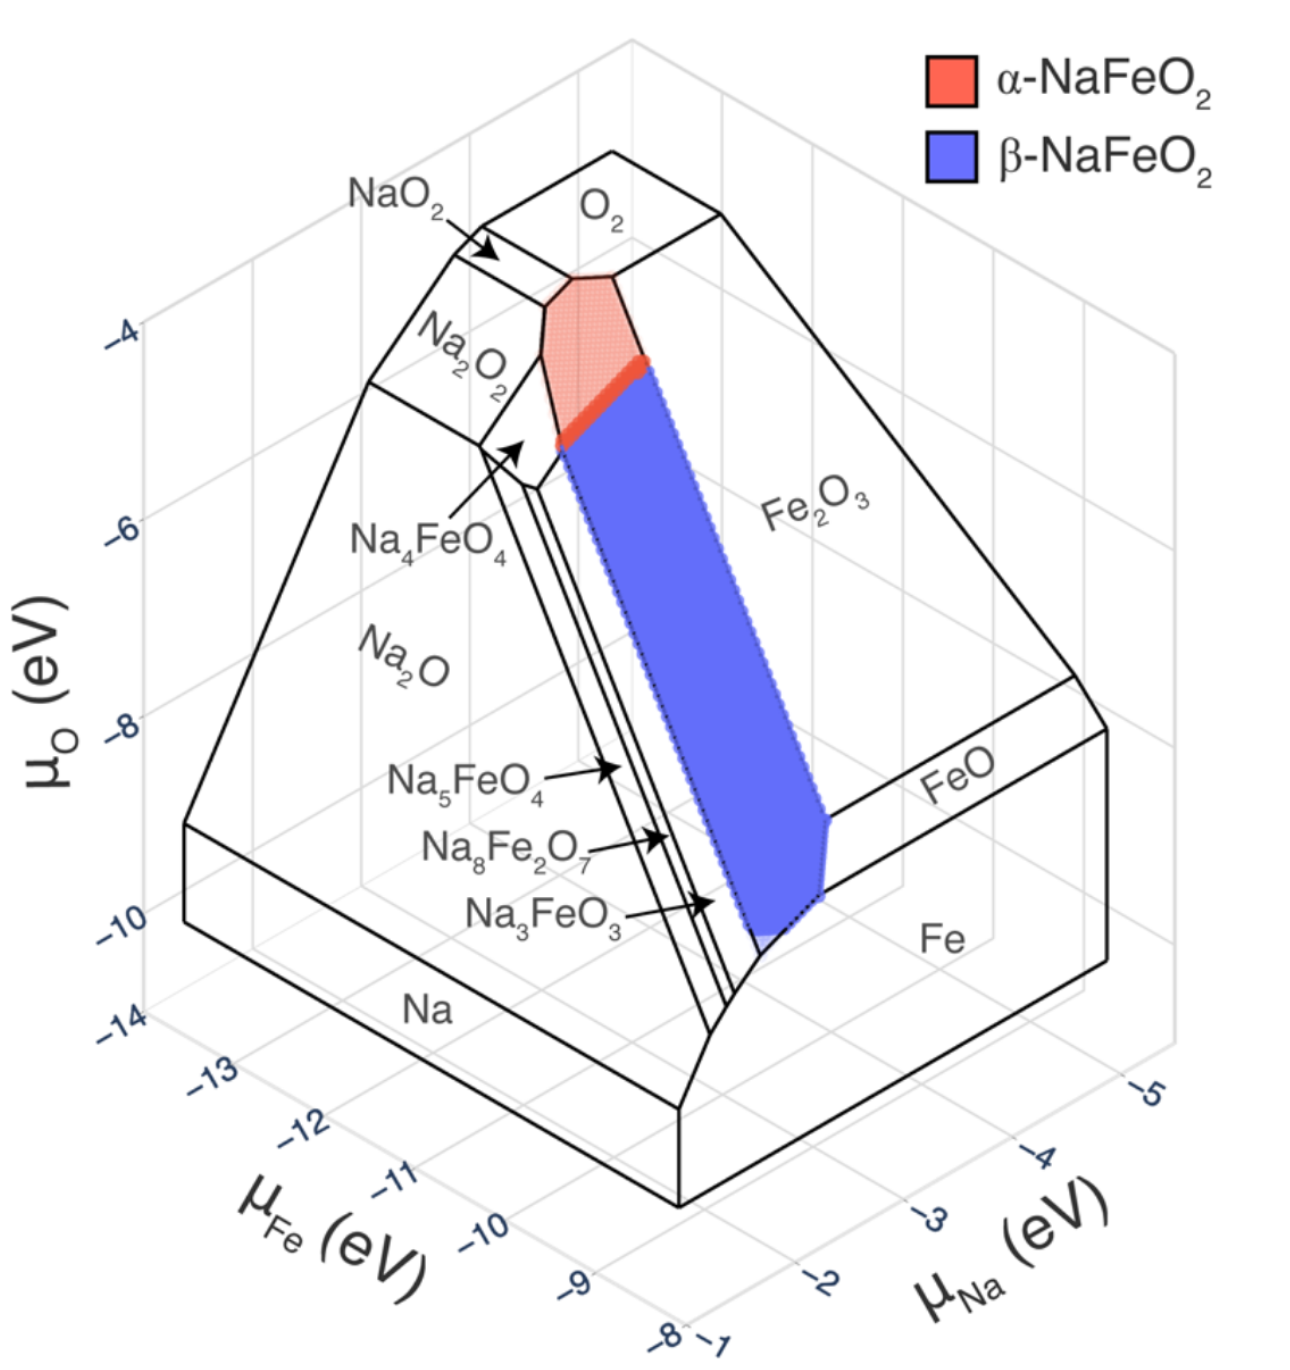 α-NaFeO₂
β-NaFeO₂
NaO₂
O₂
Na₂O₂
Na₄FeO₄
Fe₂O₃
Na₂O
Na₅FeO₄
Na₈Fe₂O₇
Na₃FeO₃
FeO
Fe
Na
μO (eV)
−4
−6
−8
−10
−14
−13
−12
−11
−10
−9
−8
μFe (eV)
−1
−2
−3
−4
−5
μNa (eV)